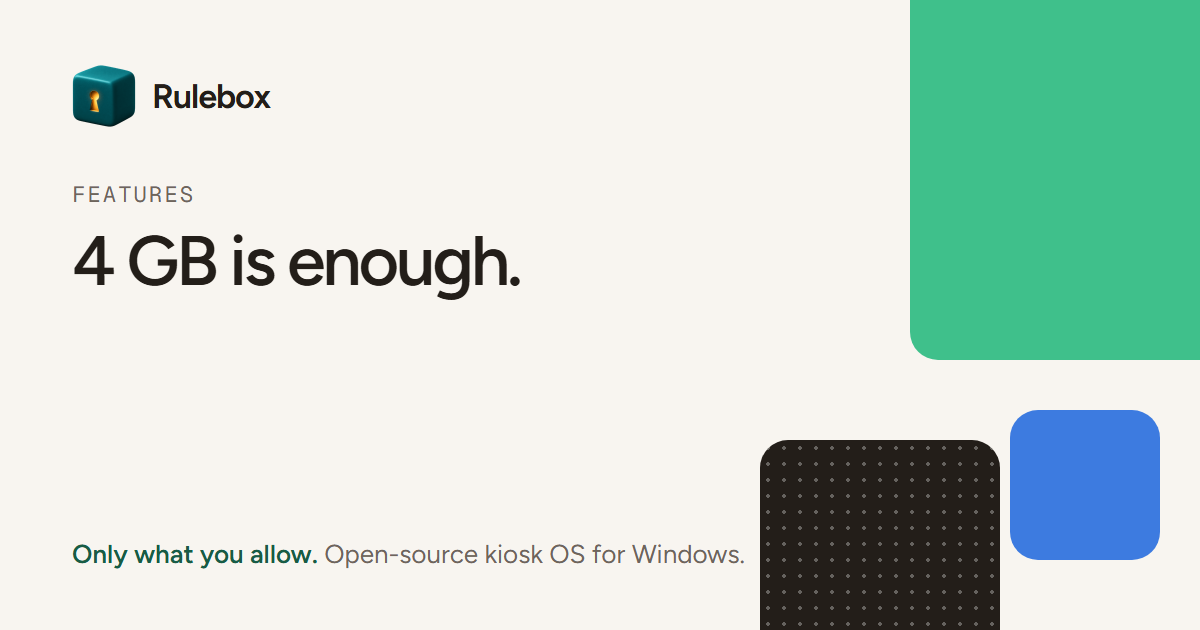 Rulebox
FEATURES
4 GB is enough.
Only what you allow. Open-source kiosk OS for Windows.